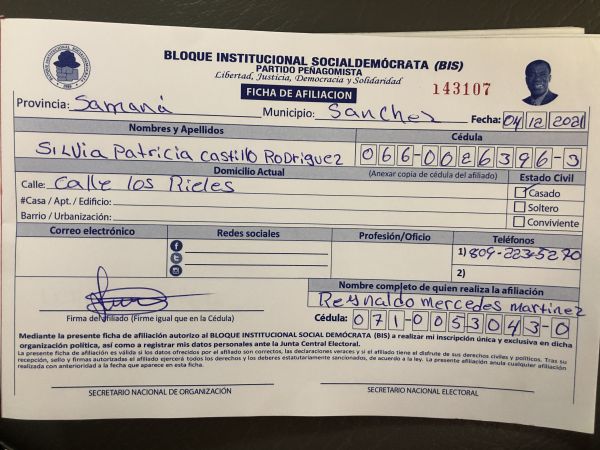 BLOQUE INSTITUCIONAL SOCIALDEMÓCRATA (BIS)
PARTIDO PEÑAGOMISTA
Libertad, Justicia, Democracia y Solidaridad
FICHA DE AFILIACION
143107
Provincia: Samaná Municipio: Sanchez Fecha: 04/12/2021
Nombres y Apellidos Cédula
SILVIA Patricia Castillo Rodriguez 066-0026396-3
Domicilio Actual (Anexar copia de cédula del afiliado) Estado Civil
Calle: Calle Los Rieles Casado
#Casa / Apt. / Edificio: Soltero
Barrio / Urbanización: Conviviente
Correo electrónico Redes sociales Profesión/Oficio Teléfonos
1) 809-223-5270
2)
Nombre completo de quien realiza la afiliación
Reynaldo mercedes martinez
Firma del Afiliado (Firme igual que en la Cédula) Cédula: 071-0053043-0
Mediante la presente ficha de afiliación autorizo al BLOQUE INSTITUCIONAL SOCIAL DEMÓCRATA (BIS) a realizar mi inscripción única y exclusiva en dicha
organización política, así como a registrar mis datos personales ante la Junta Central Electoral.
La presente ficha de afiliación es válida si los datos ofrecidos por el afiliado son correctos, las declaraciones veraces y si el afiliado tiene el disfrute de sus derechos civiles y políticos. Tras su
recepción, sello y firmas autorizadas el afiliado ejercerá todos los derechos y los deberes estatutariamente sancionados, de acuerdo a la ley. La presente afiliación anula cualquier afiliación
realizada con anterioridad a la fecha que aparece en esta ficha.
SECRETARIO NACIONAL DE ORGANIZACIÓN SECRETARIO NACIONAL ELECTORAL